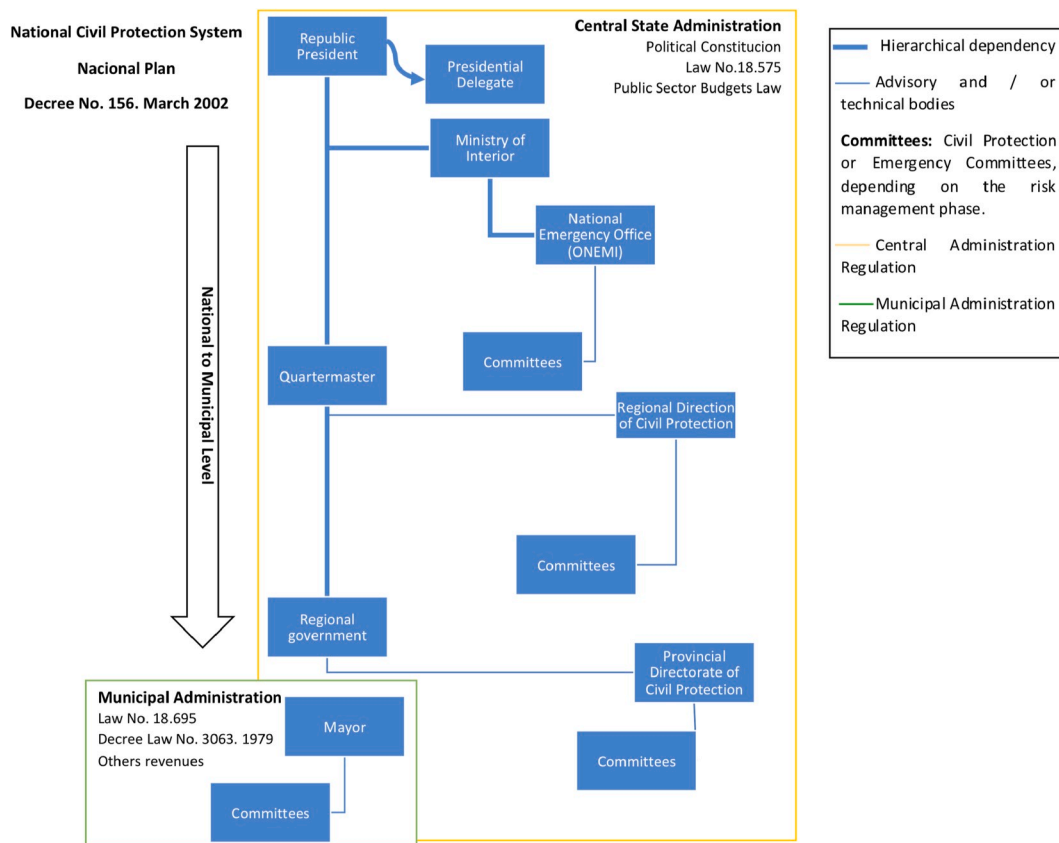 National Civil Protection System
Nacional Plan
Decree No. 156. March 2002
National to Municipal Level
Central State Administration
Political Constitucion
Law No.18.575
Public Sector Budgets Law
Republic
President
Presidential
Delegate
Ministry of
Interior
National
Emergency Office
(ONEMI)
Committees
Quartermaster
Regional Direction
of Civil Protection
Committees
Regional
government
Provincial
Directorate of
Civil Protection
Committees
Municipal Administration
Law No. 18.695
Decree Law No. 3063. 1979
Others revenues
Mayor
Committees
Hierarchical dependency
Advisory and / or
technical bodies
Committees: Civil Protection
or Emergency Committees,
depending on the risk
management phase.
Central Administration
Regulation
Municipal Administration
Regulation